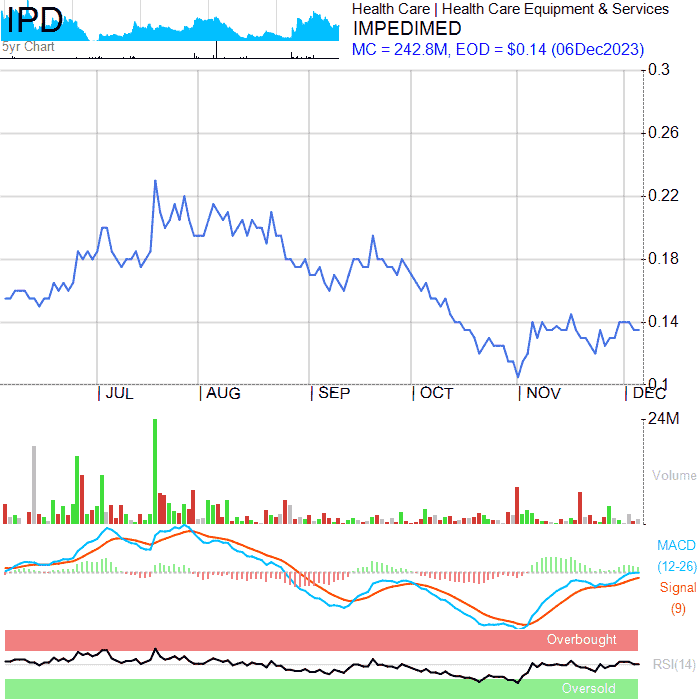 IPD
5yr Chart
Health Care | Health Care Equipment & Services
IMPEDIMED
MC = 242.8M, EOD = $0.14 (06Dec2023)
0.3
0.26
0.22
0.18
0.14
0.1
JUL
AUG
SEP
OCT
NOV
DEC
24M
Volume
MACD
(12-26)
Signal
(9)
Overbought
RSI(14)
Oversold